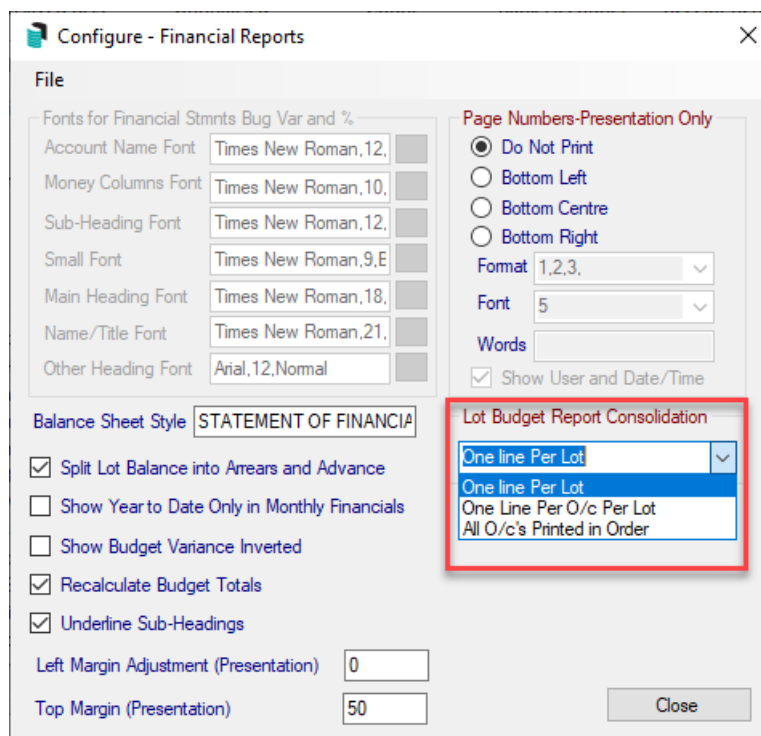 Configure - Financial Reports
File
Fonts for Financial Stmnts Bug Var and %
Account Name Font Times New Roman,12,
Money Columns Font Times New Roman,10,
Sub-Heading Font Times New Roman,12,
Small Font Times New Roman,9,B
Main Heading Font Times New Roman,18,
Name/Title Font Times New Roman,21,
Other Heading Font Arial,12,Normal
Balance Sheet Style STATEMENT OF FINANCIA
Split Lot Balance into Arrears and Advance
Show Year to Date Only in Monthly Financials
Show Budget Variance Inverted
Recalculate Budget Totals
Underline Sub-Headings
Left Margin Adjustment (Presentation) 0
Top Margin (Presentation) 50
Page Numbers-Presentation Only
Do Not Print
Bottom Left
Bottom Centre
Bottom Right
Format 1,2,3,
Font 5
Words
Show User and Date/Time
Lot Budget Report Consolidation
One line Per Lot
One line Per Lot
One Line Per O/c Per Lot
All O/c's Printed in Order
Close